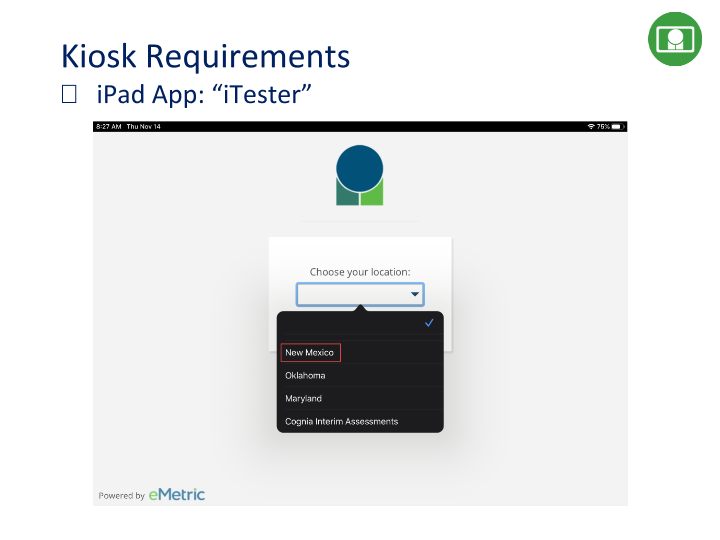 Kiosk Requirements
iPad App: “iTester”
8:27 AM Thu Nov 14
75%
Choose your location:
New Mexico
Oklahoma
Maryland
Cognia Interim Assessments
Powered by eMetric